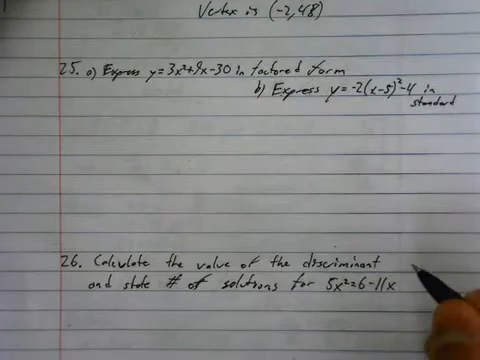 Vertex is (-2,48)
25. a) Express y=3x²+9x-30 in factored form
b) Express y=-2(x-5)²-4 in
standard
26. Calculate the value of the discriminant
and state # of solutions for 5x²=6-11x